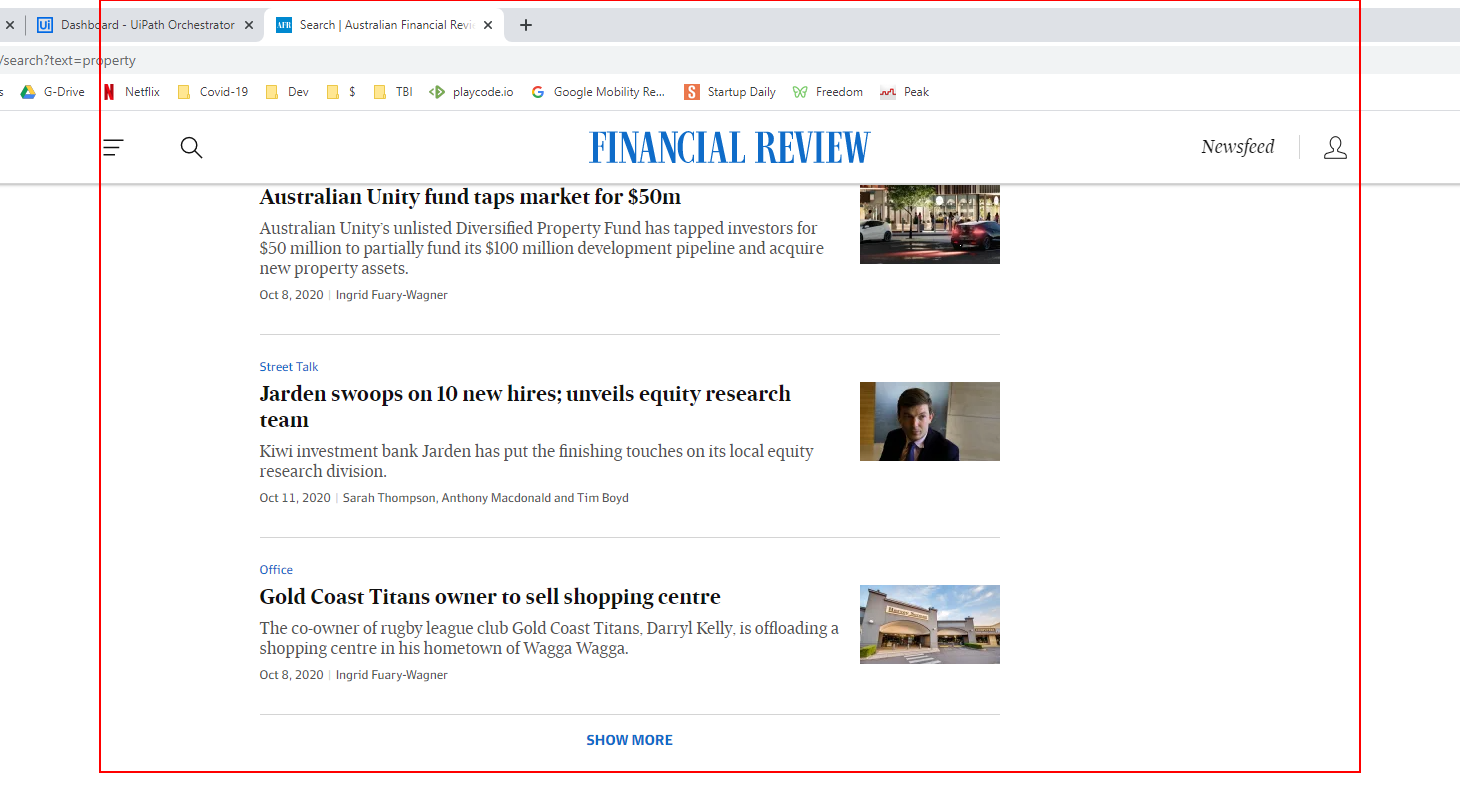 Dashboard - UiPath Orchestrator
AFR Search | Australian Financial Revi
/search?text=property
s G-Drive Netflix Covid-19 Dev $ TBI playcode.io Google Mobility Re... Startup Daily Freedom Peak
FINANCIAL REVIEW
Newsfeed
Australian Unity fund taps market for $50m
Australian Unity's unlisted Diversified Property Fund has tapped investors for
$50 million to partially fund its $100 million development pipeline and acquire
new property assets.
Oct 8, 2020 | Ingrid Fuary-Wagner
Street Talk
Jarden swoops on 10 new hires; unveils equity research
team
Kiwi investment bank Jarden has put the finishing touches on its local equity
research division.
Oct 11, 2020 | Sarah Thompson, Anthony Macdonald and Tim Boyd
Office
Gold Coast Titans owner to sell shopping centre
The co-owner of rugby league club Gold Coast Titans, Darryl Kelly, is offloading a
shopping centre in his hometown of Wagga Wagga.
Oct 8, 2020 | Ingrid Fuary-Wagner
SHOW MORE